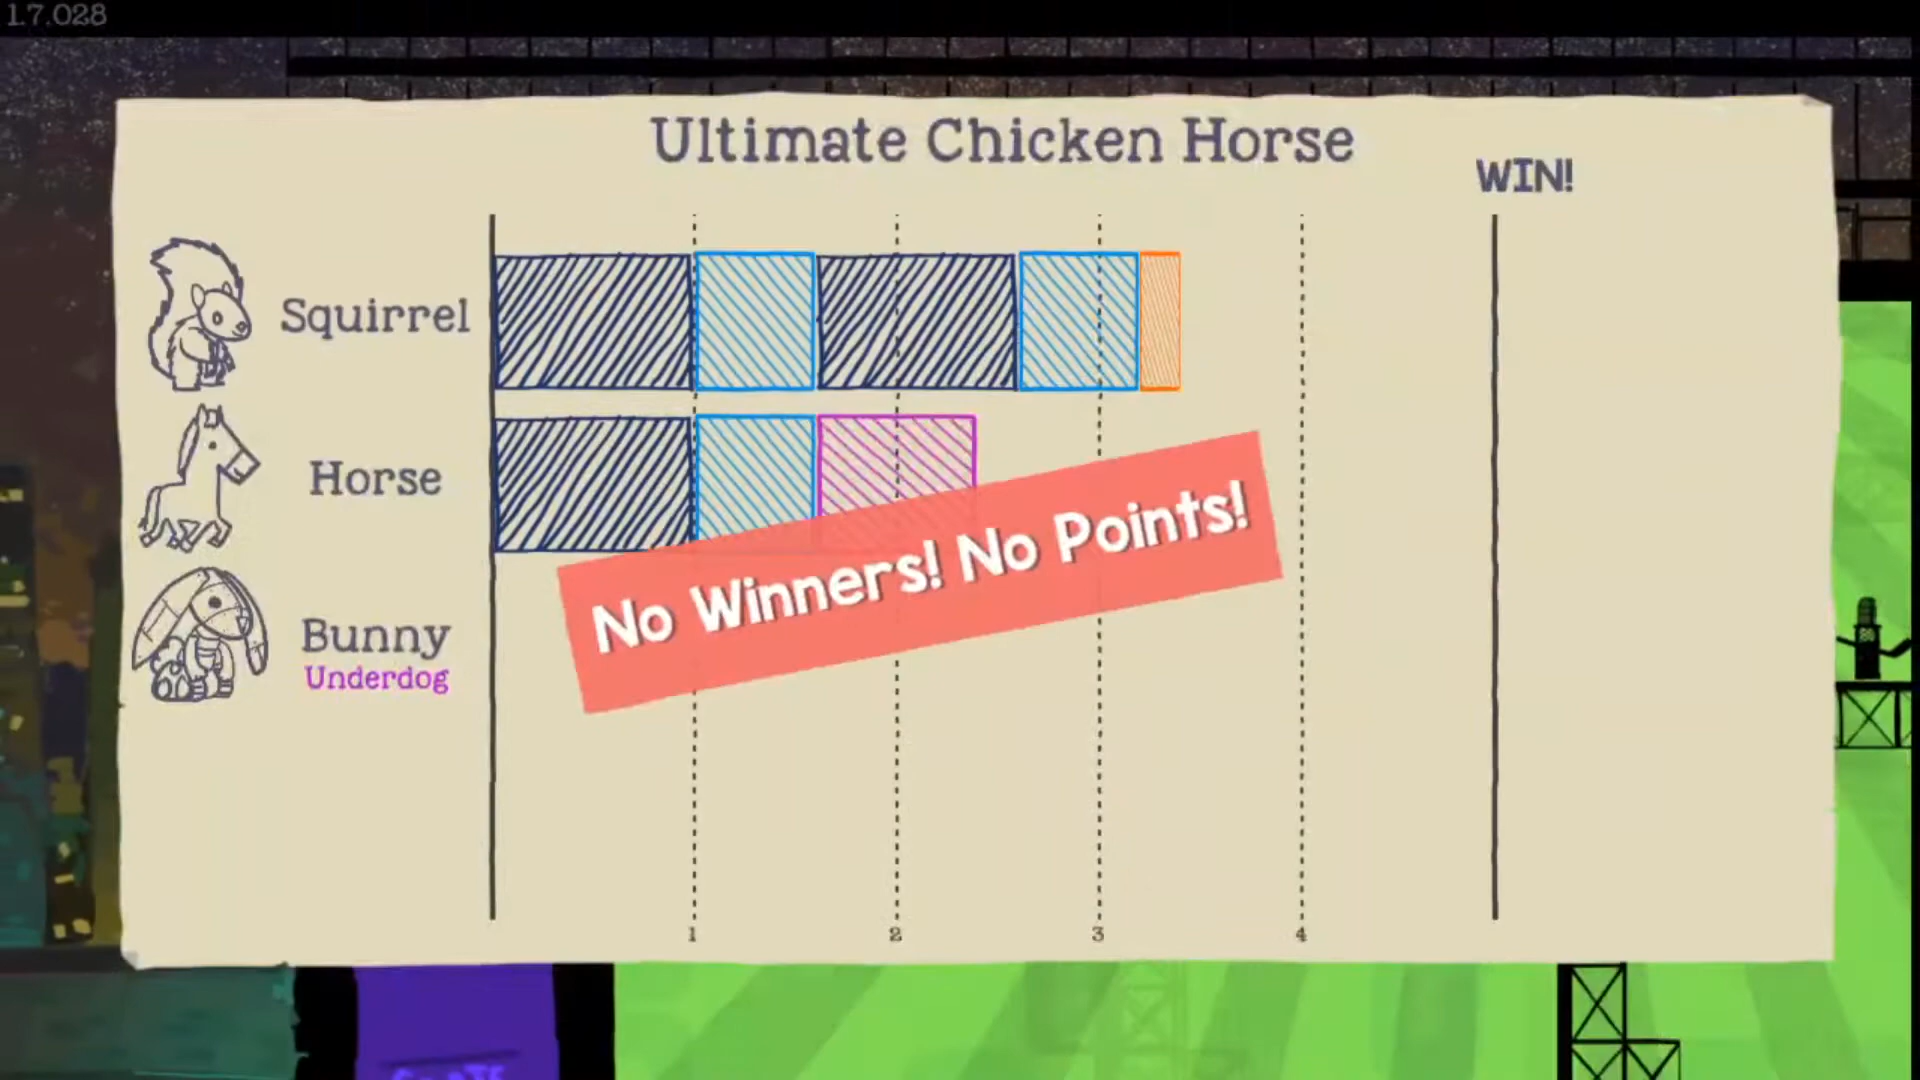 1.7.028
Ultimate Chicken Horse
WIN!
Squirrel
Horse
No Winners! No Points!
Bunny
Underdog
1 2 3 4